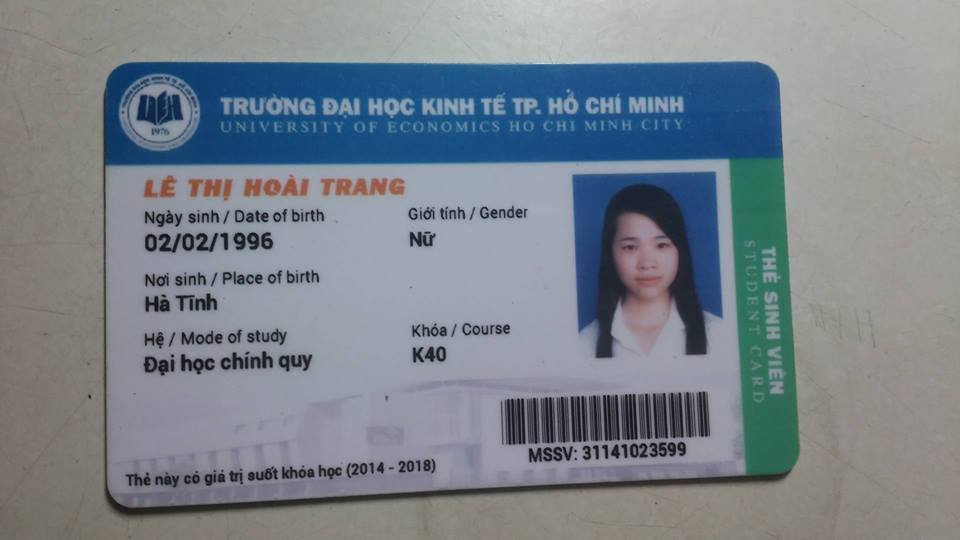 TRƯỜNG ĐẠI HỌC KINH TẾ TP. HỒ CHÍ MINH
UNIVERSITY OF ECONOMICS HO CHI MINH CITY
UEH
1976
LÊ THỊ HOÀI TRANG
Ngày sinh / Date of birth
02/02/1996
Giới tính / Gender
Nữ
Nơi sinh / Place of birth
Hà Tĩnh
Hệ / Mode of study
Đại học chính quy
Khóa / Course
K40
THẺ SINH VIÊN
STUDENT CARD
MSSV: 31141023599
Thẻ này có giá trị suốt khóa học (2014 - 2018)